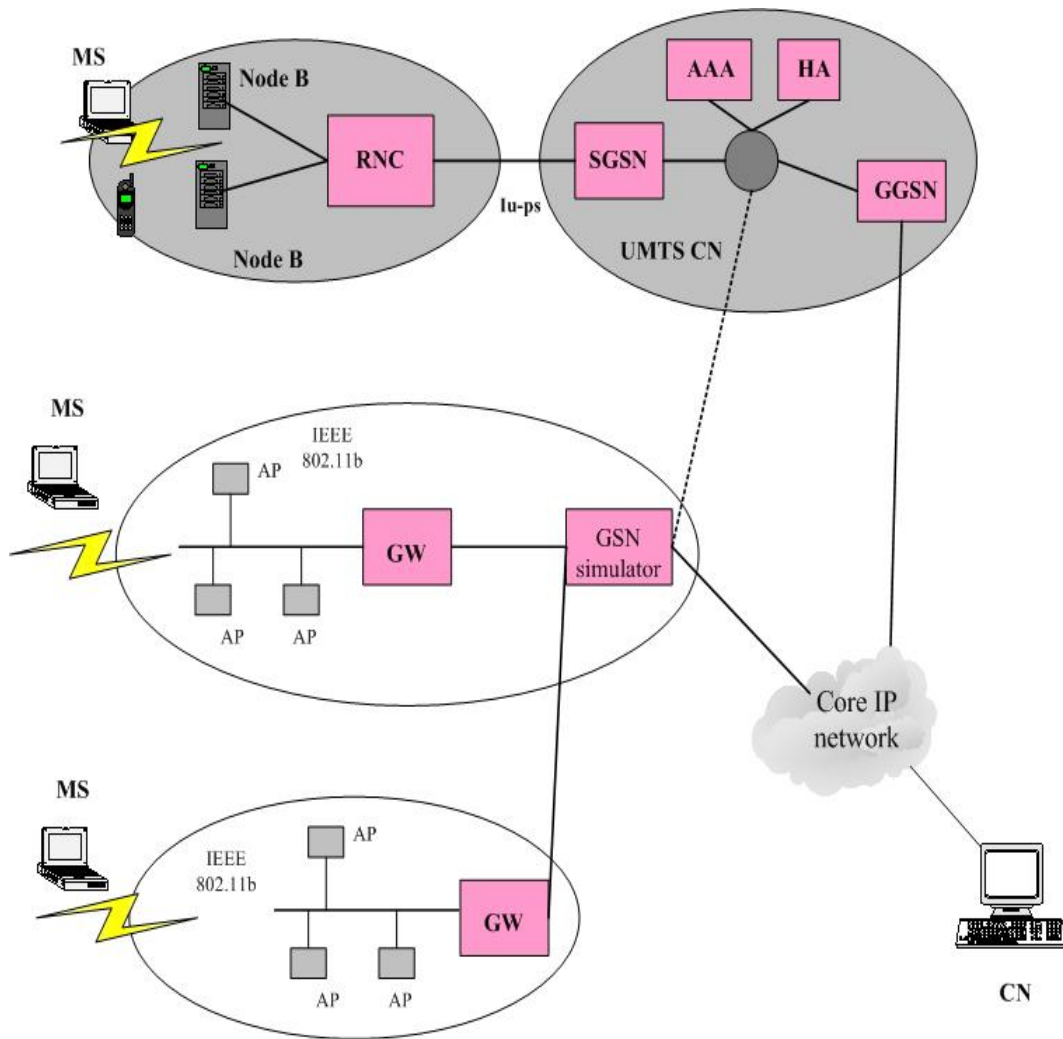 MS
Node B
RNC
Node B
Iu-ps
AAA
HA
SGSN
GGSN
UMTS CN
MS
IEEE
802.11b
AP
GW
GSN
simulator
AP
AP
Core IP
network
MS
IEEE
802.11b
AP
GW
AP
AP
CN